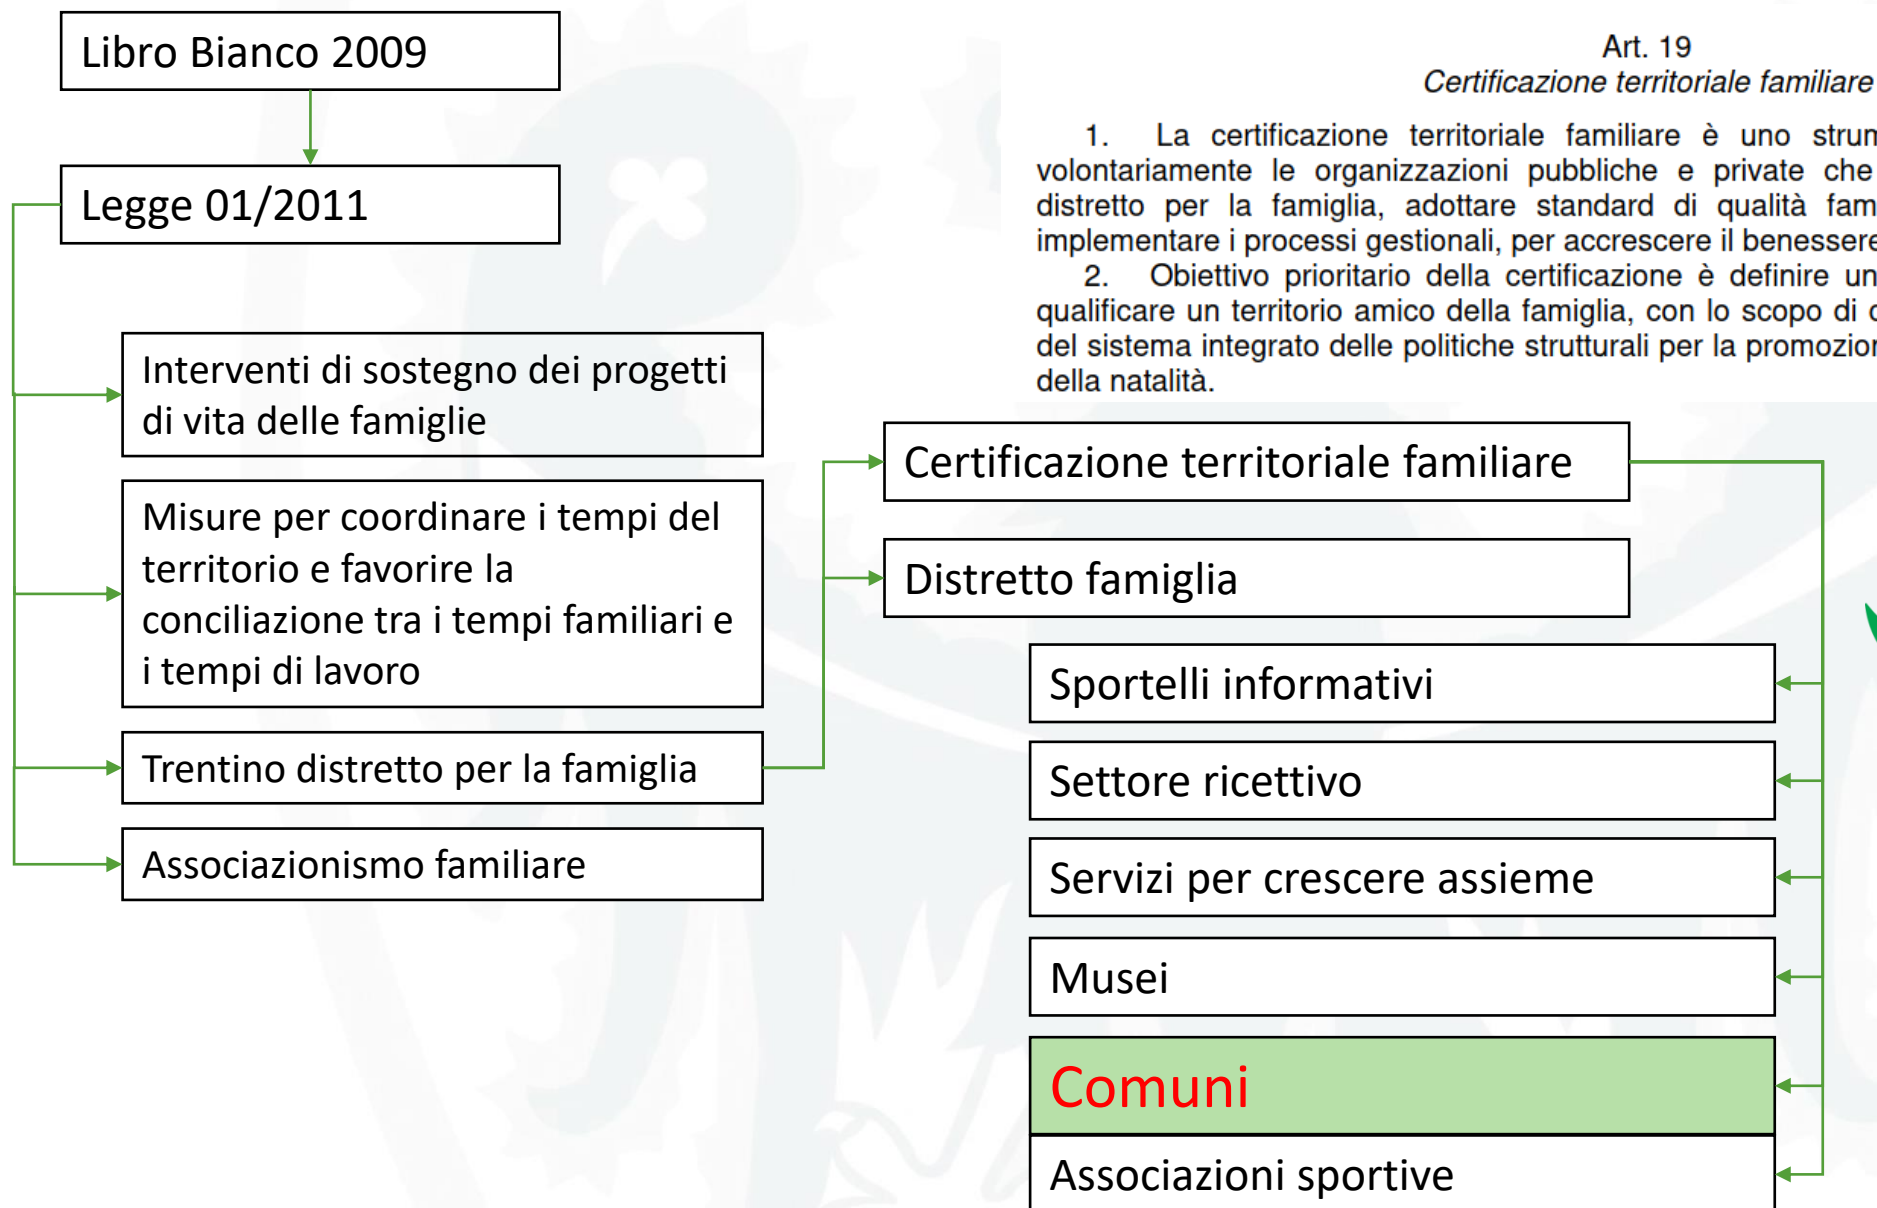 Libro Bianco 2009
Legge 01/2011
Interventi di sostegno dei progetti
di vita delle famiglie
Misure per coordinare i tempi del
territorio e favorire la
conciliazione tra i tempi familiari e
i tempi di lavoro
Trentino distretto per la famiglia
Associazionismo familiare
Art. 19
Certificazione territoriale familiare
1. La certificazione territoriale familiare è uno
volontariamente le organizzazioni pubbliche e private che
distretto per la famiglia, adottare standard di qualità
implementare i processi gestionali, per accrescere il benessere
2. Obiettivo prioritario della certificazione è definire un
qualificare un territorio amico della famiglia, con lo scopo di
del sistema integrato delle politiche strutturali per la
della natalità.
Certificazione territoriale familiare
Distretto famiglia
Sportelli informativi
Settore ricettivo
Servizi per crescere assieme
Musei
Comuni
Associazioni sportive